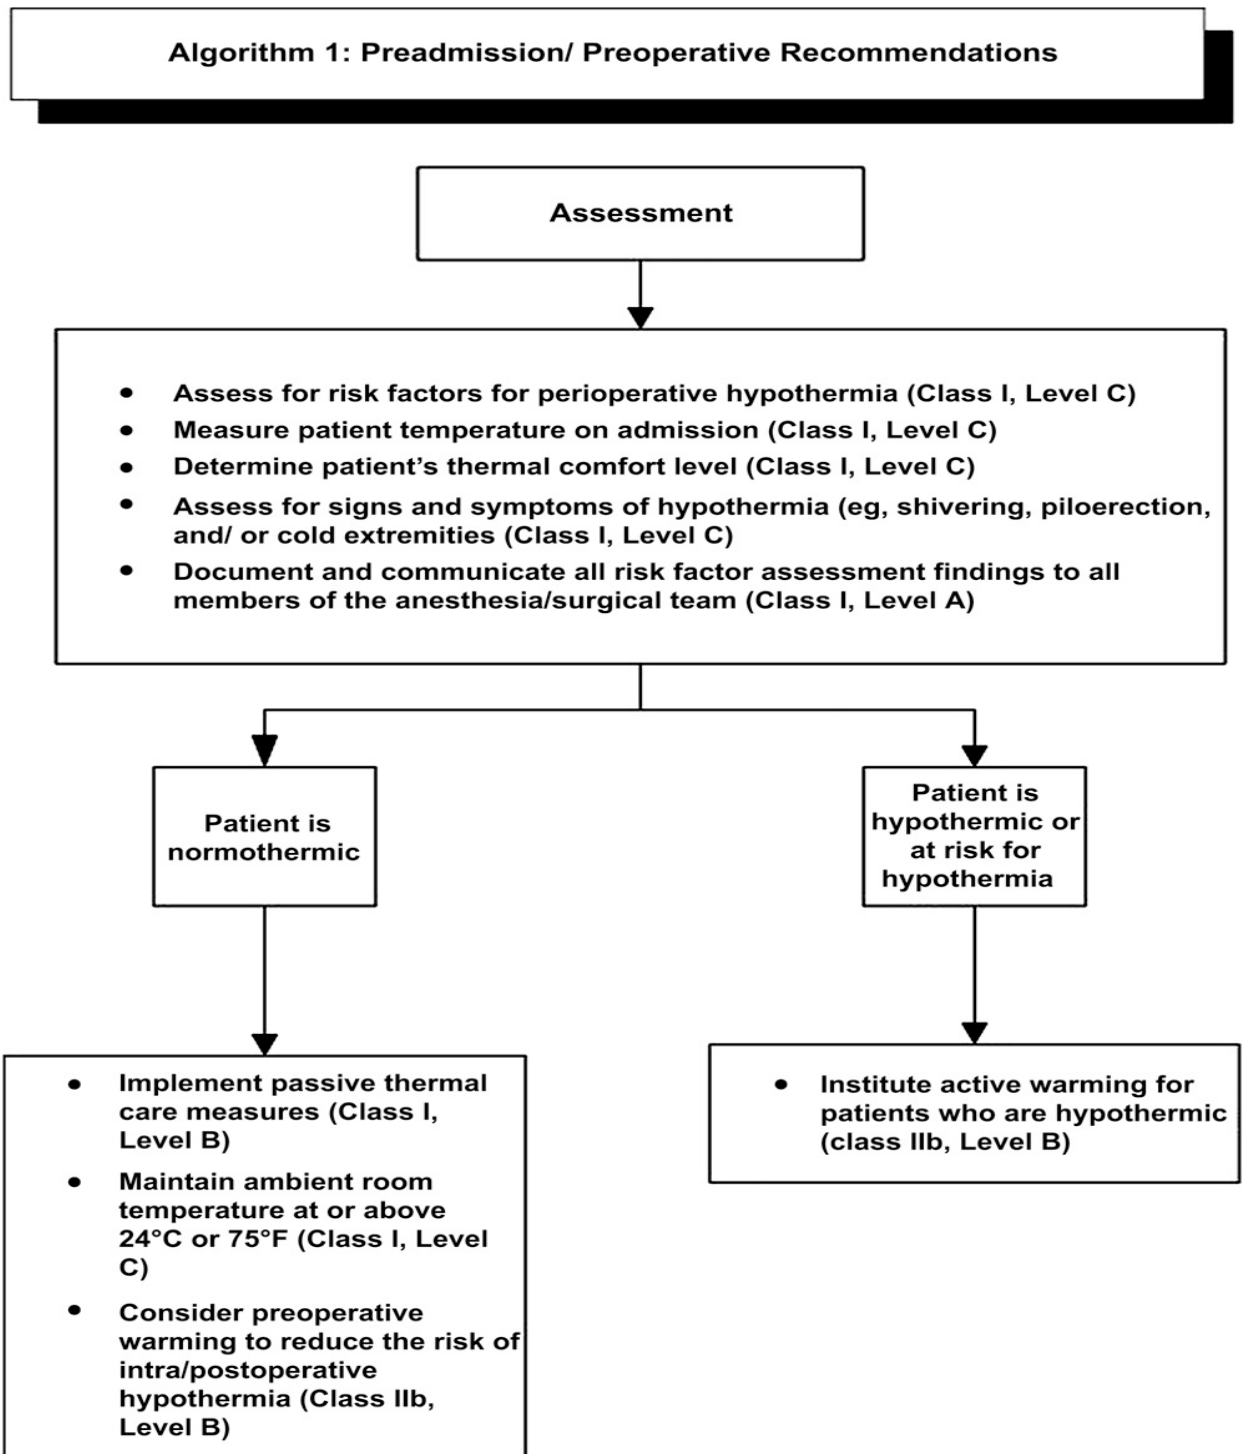 Algorithm 1: Preadmission/ Preoperative Recommendations
Assessment
• Assess for risk factors for perioperative hypothermia (Class I, Level C)
• Measure patient temperature on admission (Class I, Level C)
• Determine patient's thermal comfort level (Class I, Level C)
• Assess for signs and symptoms of hypothermia (eg, shivering, piloerection,
and/ or cold extremities (Class I, Level C)
• Document and communicate all risk factor assessment findings to all
members of the anesthesia/surgical team (Class I, Level A)
Patient is
normothermic
Patient is
hypothermic or
at risk for
hypothermia
• Implement passive thermal
care measures (Class I,
Level B)
• Maintain ambient room
temperature at or above
24°C or 75°F (Class I, Level
C)
• Consider preoperative
warming to reduce the risk of
intra/postoperative
hypothermia (Class IIb,
Level B)
• Institute active warming for
patients who are hypothermic
(class IIb, Level B)